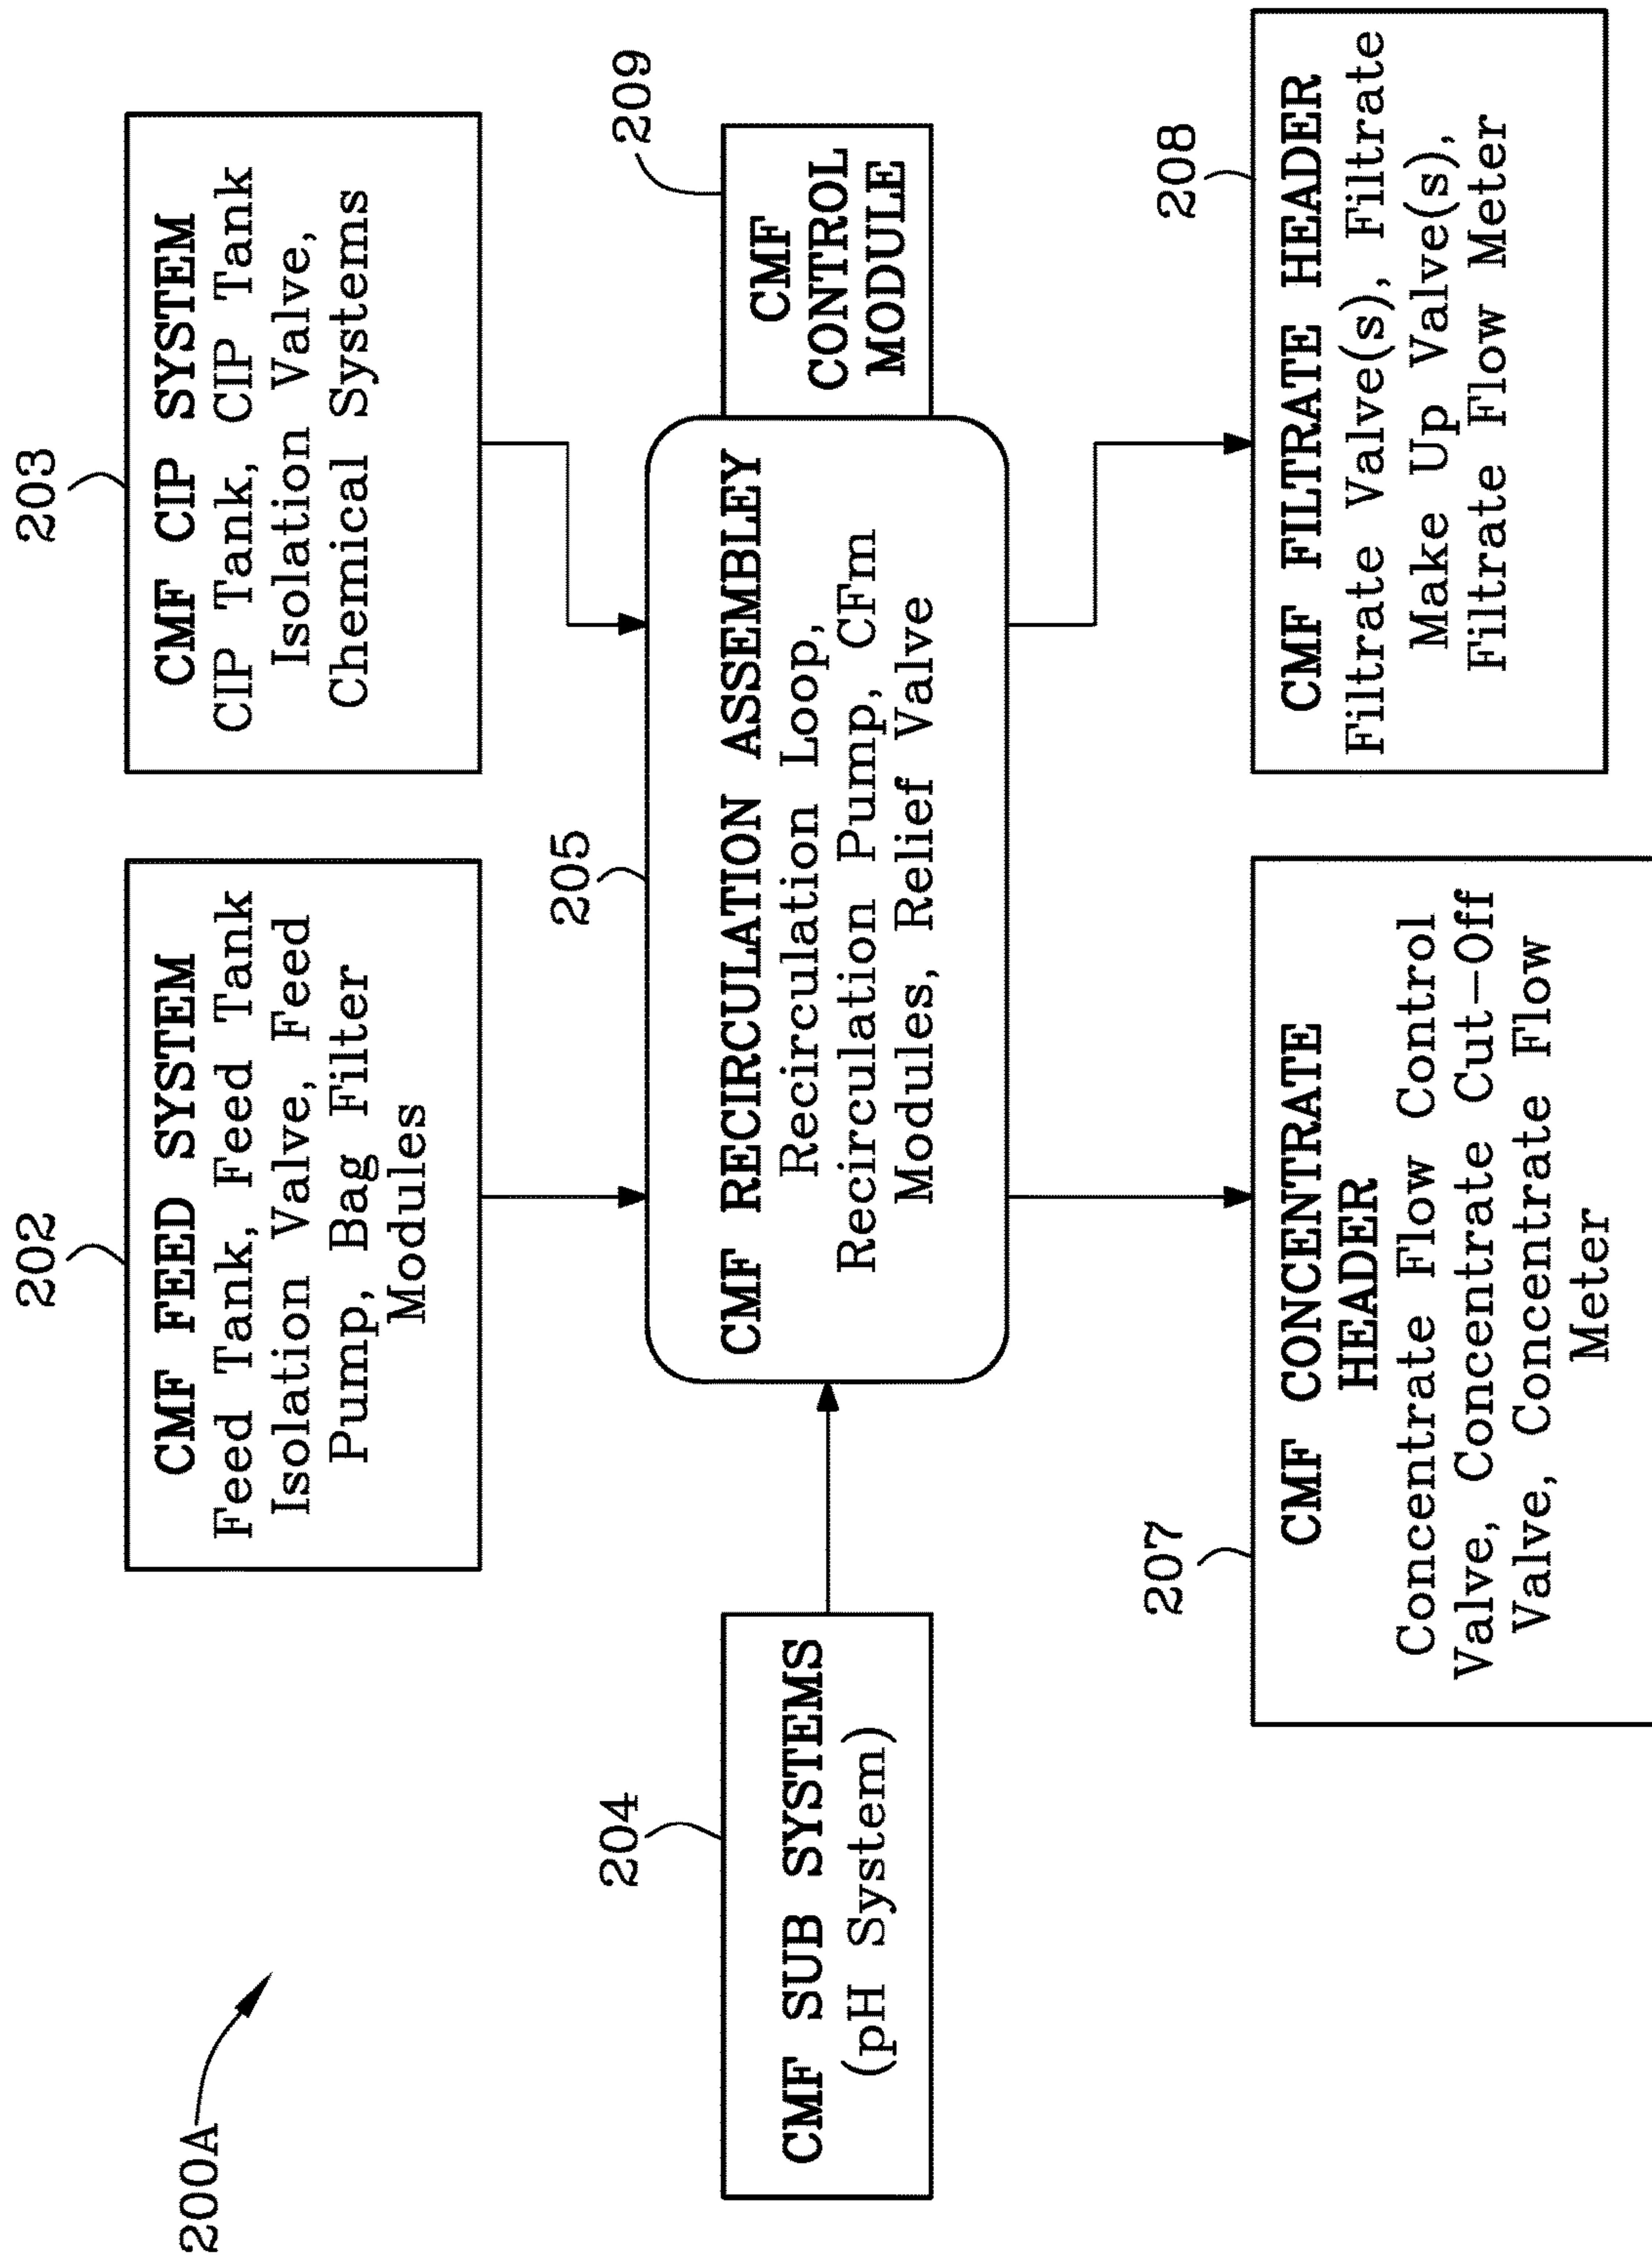 200A
202
CMF FEED SYSTEM
Feed Tank, Feed Tank
Isolation Valve, Feed
Pump, Bag Filter
Modules
203
CMF CIP SYSTEM
CIP Tank, CIP Tank
Isolation Valve,
Chemical Systems
204
CMF SUB SYSTEMS
(pH System)
205
CMF RECIRCULATION ASSEMBLEY
Recirculation Loop,
Recirculation Pump, CFm
Modules, Relief Valve
209
CMF
CONTROL
MODULE
207
CMF CONCENTRATE
HEADER
Concentrate Flow Control
Valve, Concentrate Cut-Off
Valve, Concentrate Flow
Meter
208
CMF FILTRATE HEADER
Filtrate Valve(s), Filtrate
Make Up Valve(s),
Filtrate Flow Meter